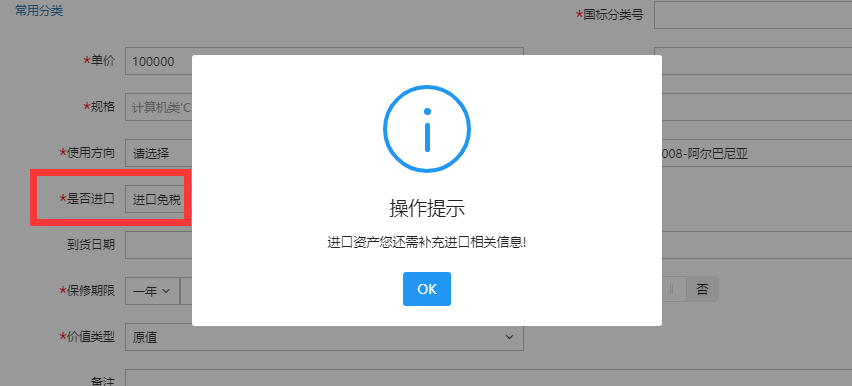 常用分类
*国标分类号
*单价 100000
*规格 计算机类'C
*使用方向 请选择
008-阿尔巴尼亚
*是否进口 进口免税
操作提示
进口资产您还需补充进口相关信息!
到货日期
OK
*保修期限 一年
否
*价值类型 原值
备注